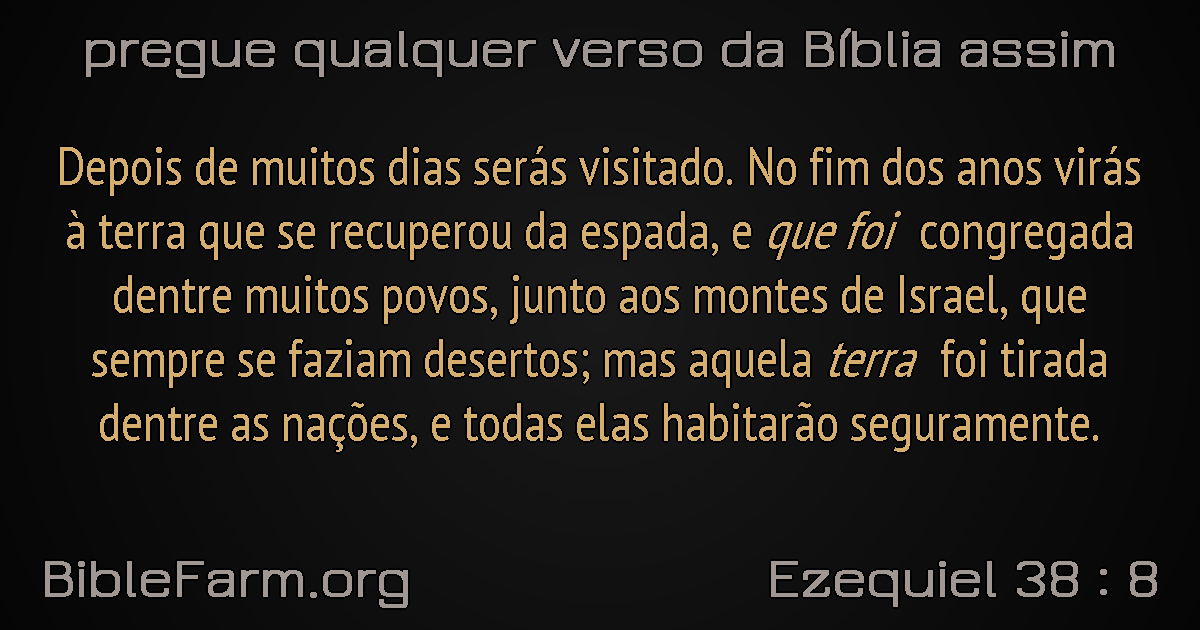 pregue qualquer verso da Bíblia assim
Depois de muitos dias serás visitado. No fim dos anos virás
à terra que se recuperou da espada, e que foi congregada
dentre muitos povos, junto aos montes de Israel, que
sempre se faziam desertos; mas aquela terra foi tirada
dentre as nações, e todas elas habitarão seguramente.
BibleFarm.org
Ezequiel 38 : 8